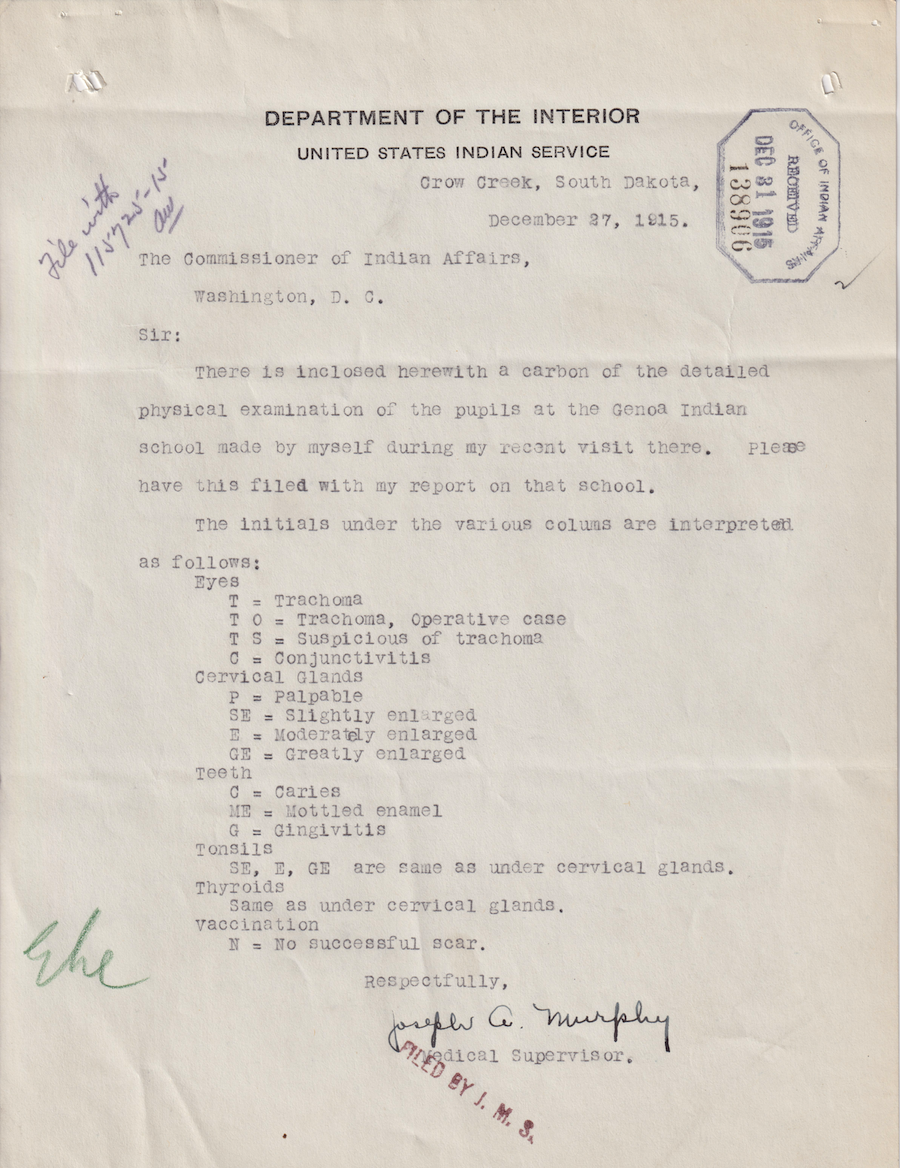 DEPARTMENT OF THE INTERIOR
UNITED STATES INDIAN SERVICE
Crow Creek, South Dakota,
December 27, 1915.
OFFICE OF INDIAN AFFAIRS
RECEIVED
DEC 31 1915
138906
File with
115725-15
aw
The Commissioner of Indian Affairs,
Washington, D. C.
Sir:
There is inclosed herewith a carbon of the detailed
physical examination of the pupils at the Genoa Indian
school made by myself during my recent visit there. Please
have this filed with my report on that school.
The initials under the various colums are interpreted
as follows:
Eyes
T = Trachoma
T O = Trachoma, Operative case
T S = Suspicious of trachoma
C = Conjunctivitis
Cervical Glands
P = Palpable
SE = Slightly enlarged
E = Moderately enlarged
GE = Greatly enlarged
Teeth
C = Caries
ME = Mottled enamel
G = Gingivitis
Tonsils
SE, E, GE are same as under cervical glands.
Thyroids
Same as under cervical glands.
Vaccination
N = No successful scar.
Respectfully,
Joseph A. Murphy
Medical Supervisor.
FILED BY J. M. S.